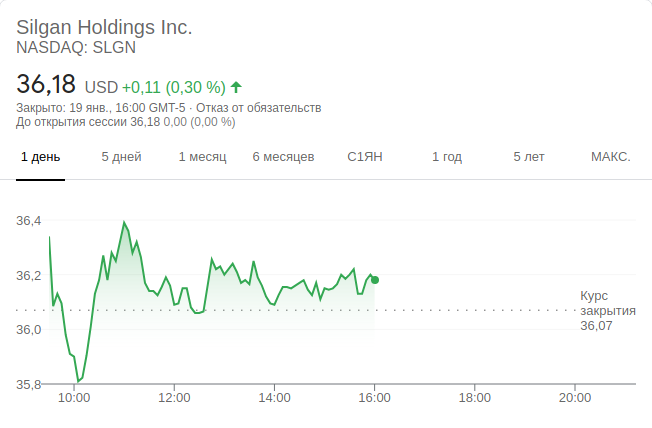 Silgan Holdings Inc.
NASDAQ: SLGN
36,18 USD +0,11 (0,30 %)
Закрыто: 19 янв., 16:00 GMT-5 · Отказ от обязательств
До открытия сессии 36,18 0,00 (0,00 %)
1 день 5 дней 1 месяц 6 месяцев С1ЯН 1 год 5 лет МАКС.
36,4
36,2
Курс
закрытия
36,07
36,0
35,8
10:00 12:00 14:00 16:00 18:00 20:00